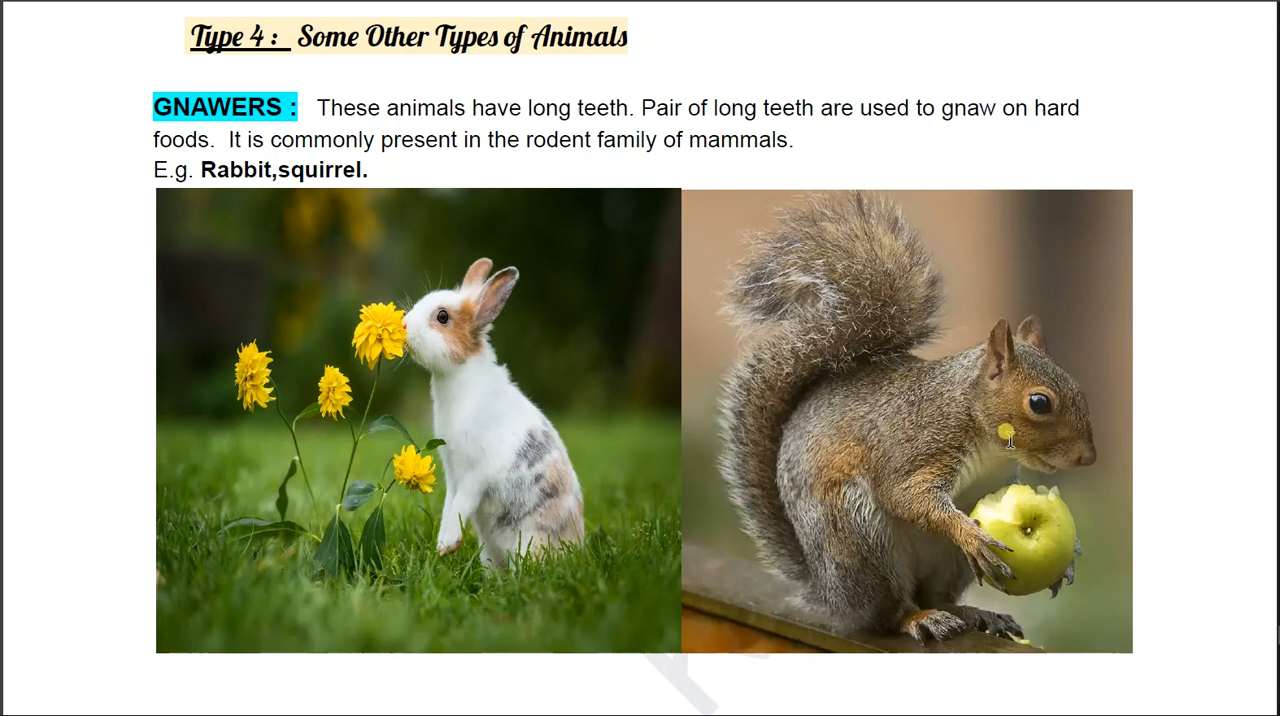 Type 4 : Some Other Types of Animals
GNAWERS : These animals have long teeth. Pair of long teeth are used to gnaw on hard
foods. It is commonly present in the rodent family of mammals.
E.g. Rabbit,squirrel.